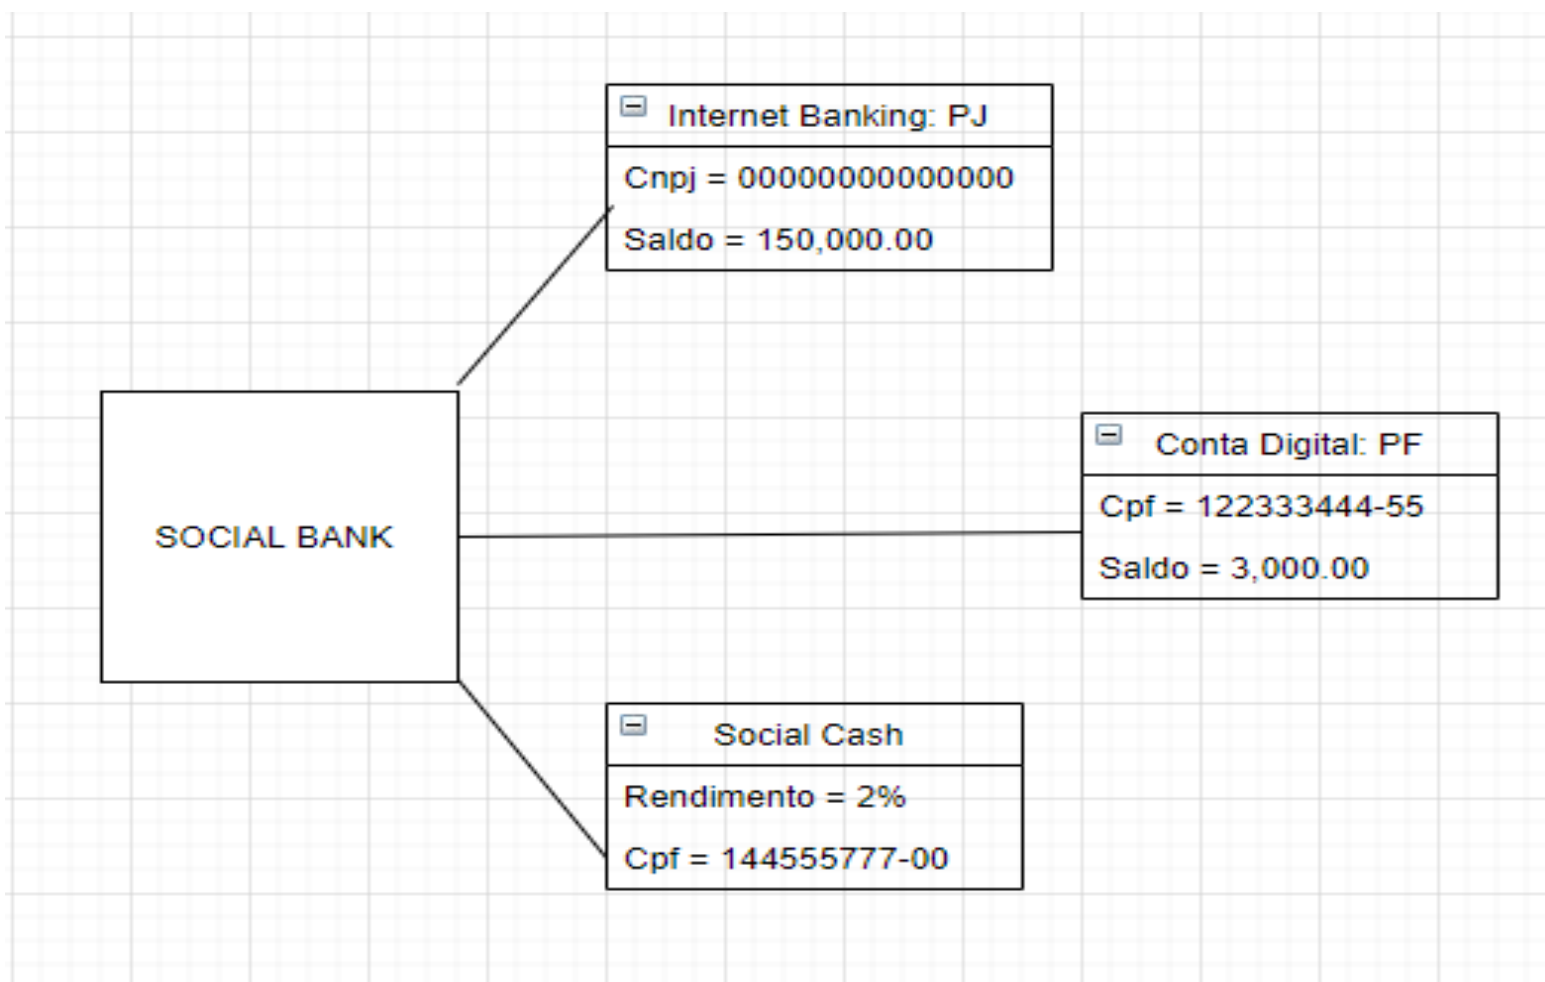 Internet Banking: PJ
Cnpj = 00000000000000
Saldo = 150,000.00
SOCIAL BANK
Conta Digital: PF
Cpf = 122333444-55
Saldo = 3,000.00
Social Cash
Rendimento = 2%
Cpf = 144555777-00